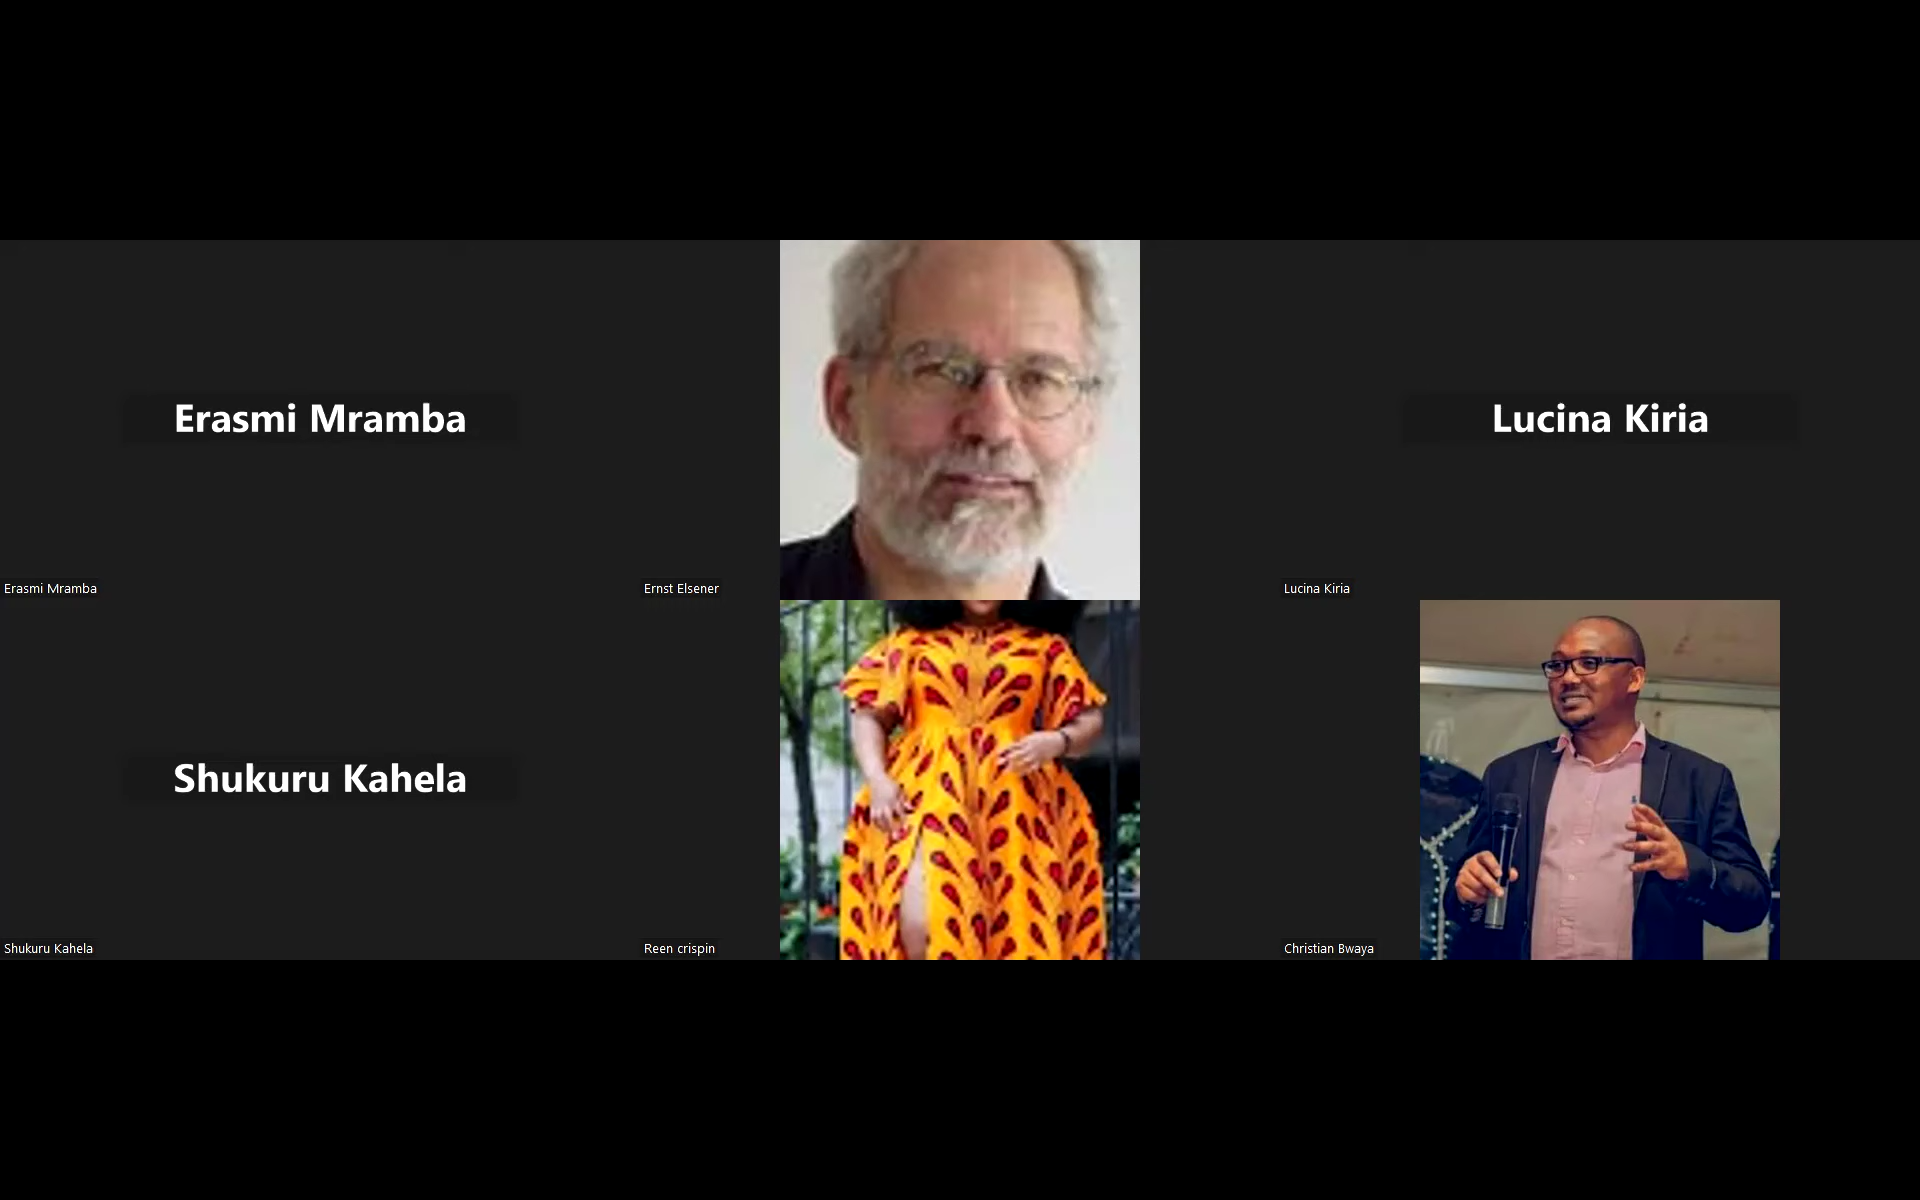 Erasmi Mramba
Lucina Kiria
Erasmi Mramba
Ernst Elsener
Lucina Kiria
Shukuru Kahela
Shukuru Kahela
Reen crispin
Christian Bwaya